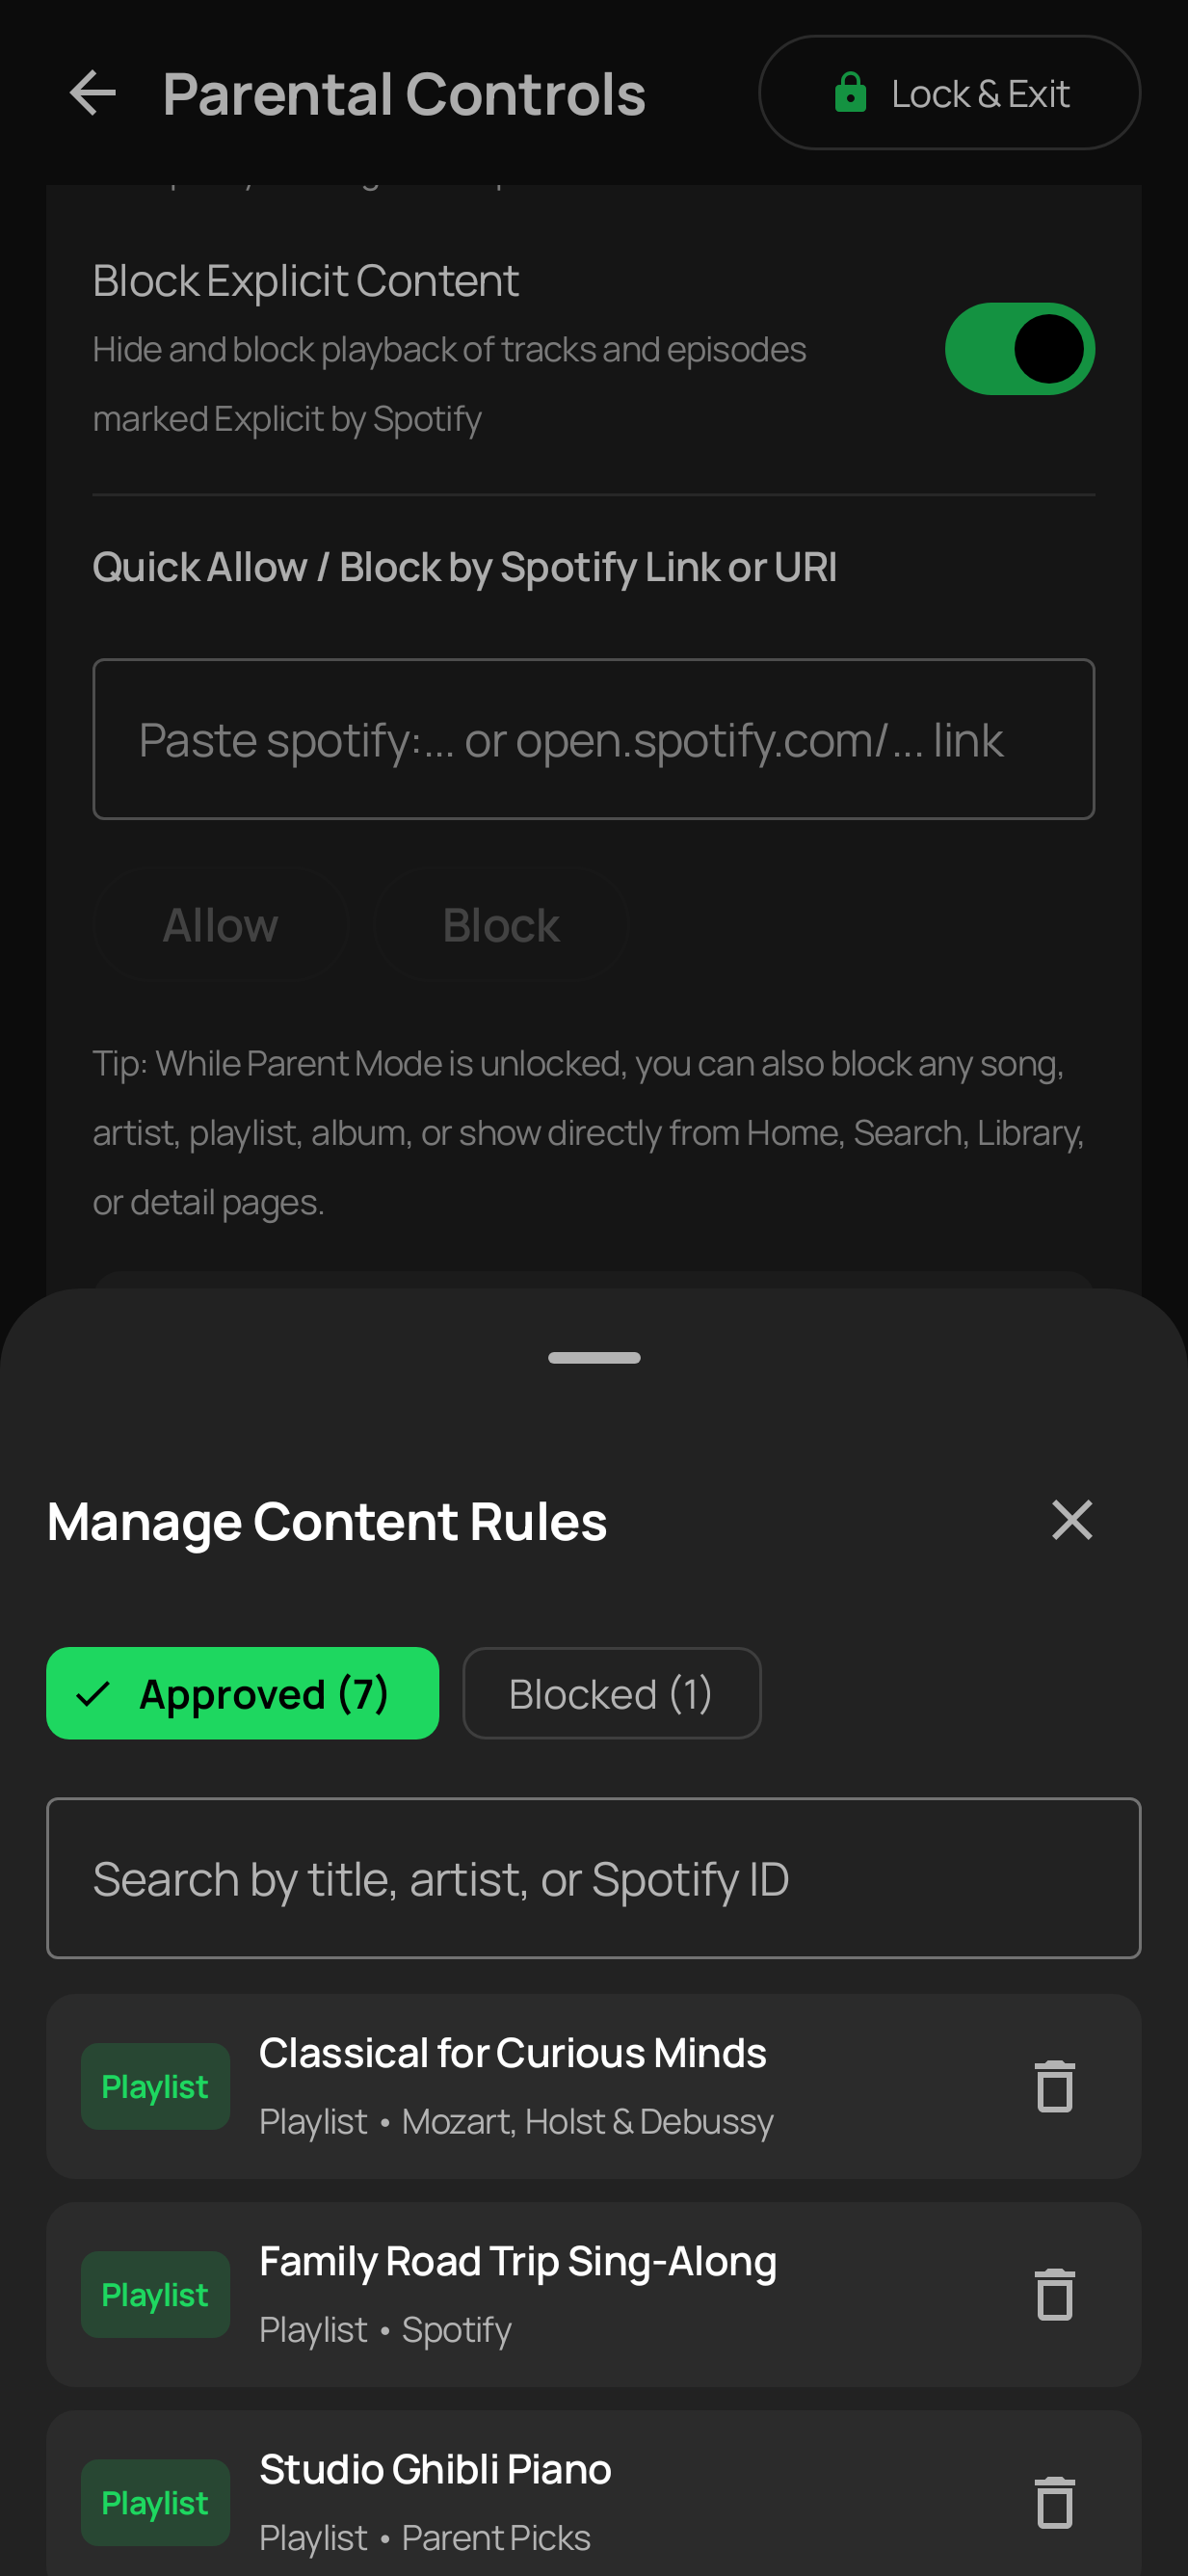 Parental Controls
Lock & Exit
Block Explicit Content
Hide and block playback of tracks and episodes
marked Explicit by Spotify
Quick Allow / Block by Spotify Link or URI
Paste spotify:... or open.spotify.com/... link
Allow
Block
Tip: While Parent Mode is unlocked, you can also block any song,
artist, playlist, album, or show directly from Home, Search, Library,
or detail pages.
Manage Content Rules
Approved (7)
Blocked (1)
Search by title, artist, or Spotify ID
Playlist
Classical for Curious Minds
Playlist • Mozart, Holst & Debussy
Playlist
Family Road Trip Sing-Along
Playlist • Spotify
Playlist
Studio Ghibli Piano
Playlist • Parent Picks